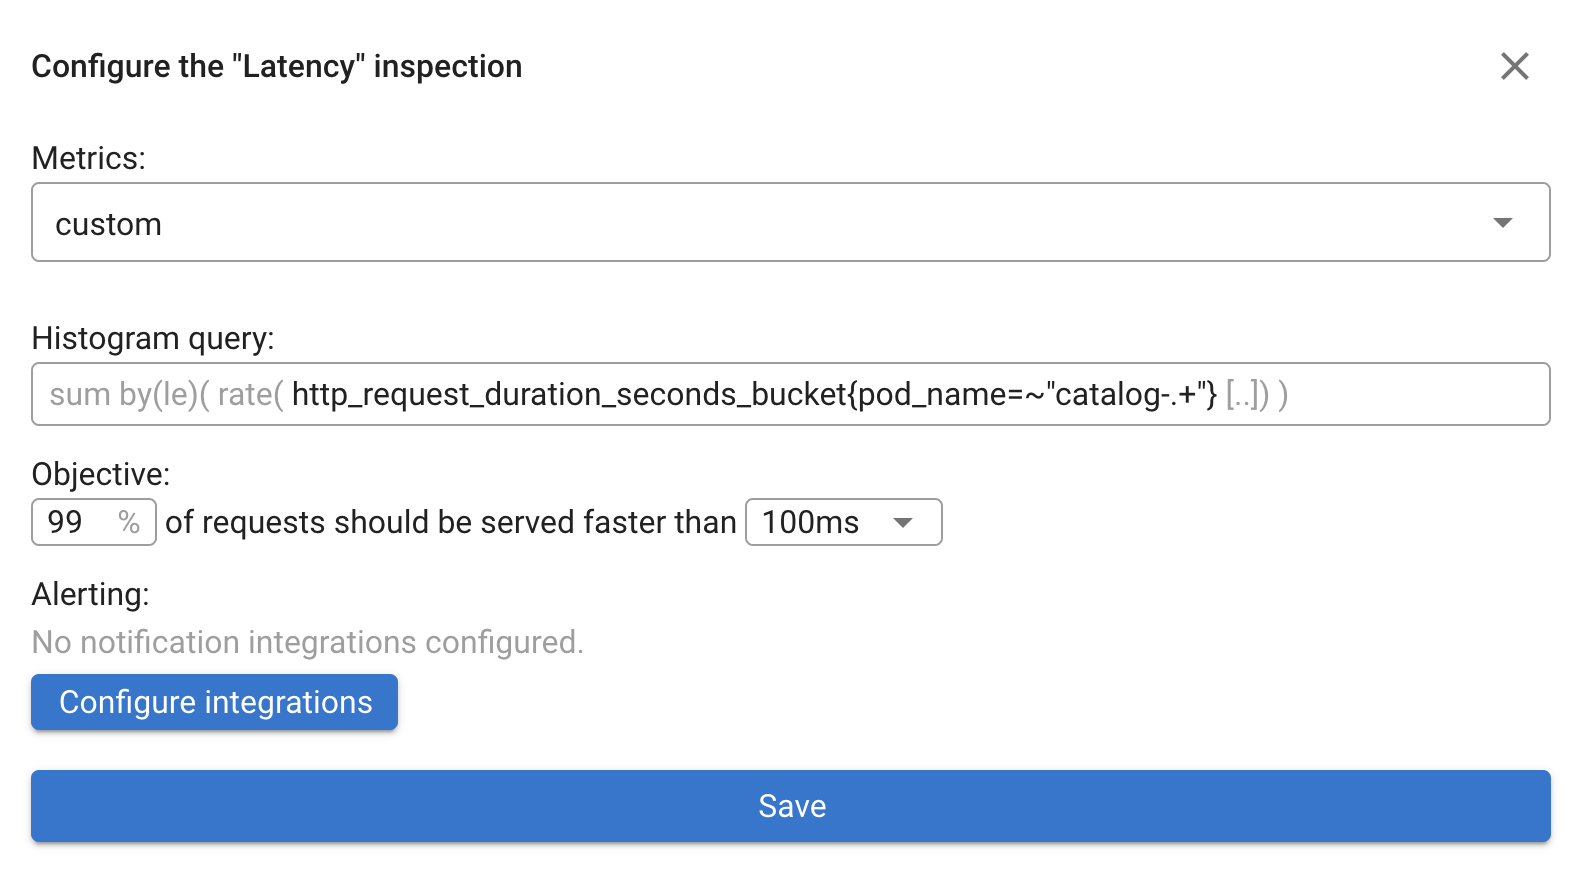 Configure the "Latency" inspection
Metrics:
custom
Histogram query:
sum by(le)( rate( http_request_duration_seconds_bucket{pod_name=~"catalog-.+"} [..]) )
Objective:
99 % of requests should be served faster than 100ms
Alerting:
No notification integrations configured.
Configure integrations
Save